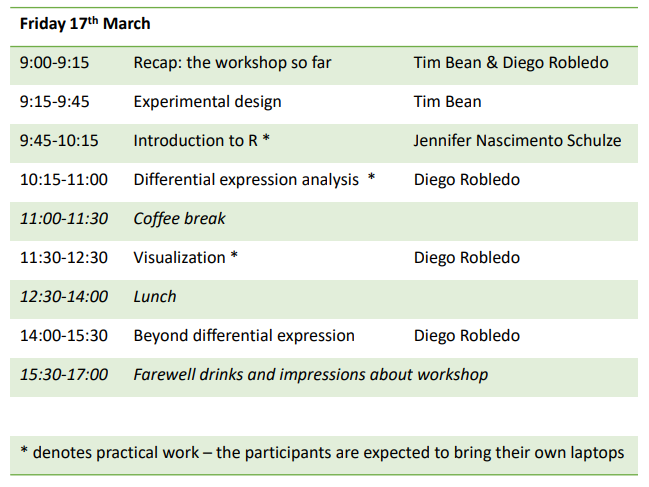 Friday 17th March
9:00-9:15 Recap: the workshop so far Tim Bean & Diego Robledo
9:15-9:45 Experimental design Tim Bean
9:45-10:15 Introduction to R * Jennifer Nascimento Schulze
10:15-11:00 Differential expression analysis * Diego Robledo
11:00-11:30 Coffee break
11:30-12:30 Visualization * Diego Robledo
12:30-14:00 Lunch
14:00-15:30 Beyond differential expression Diego Robledo
15:30-17:00 Farewell drinks and impressions about workshop
* denotes practical work – the participants are expected to bring their own laptops